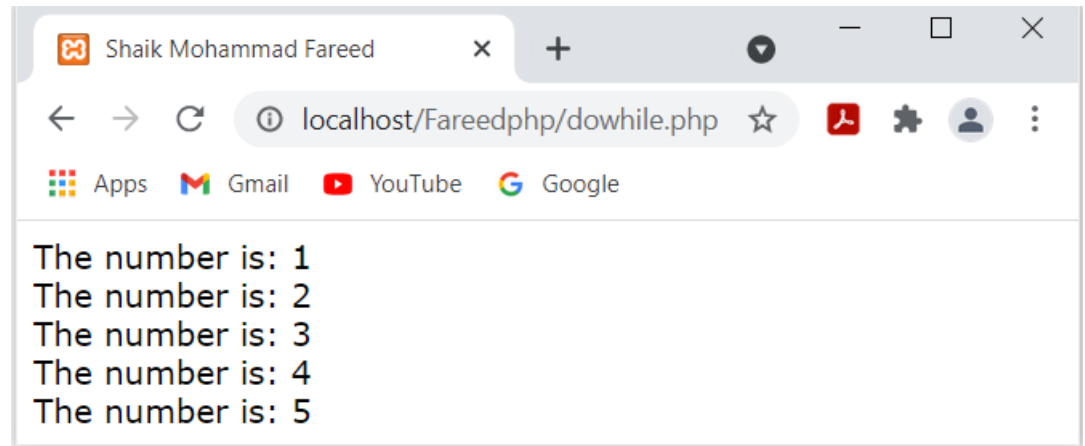 Shaik Mohammad Fareed
localhost/Fareedphp/dowhile.php
Apps Gmail YouTube Google
The number is: 1
The number is: 2
The number is: 3
The number is: 4
The number is: 5